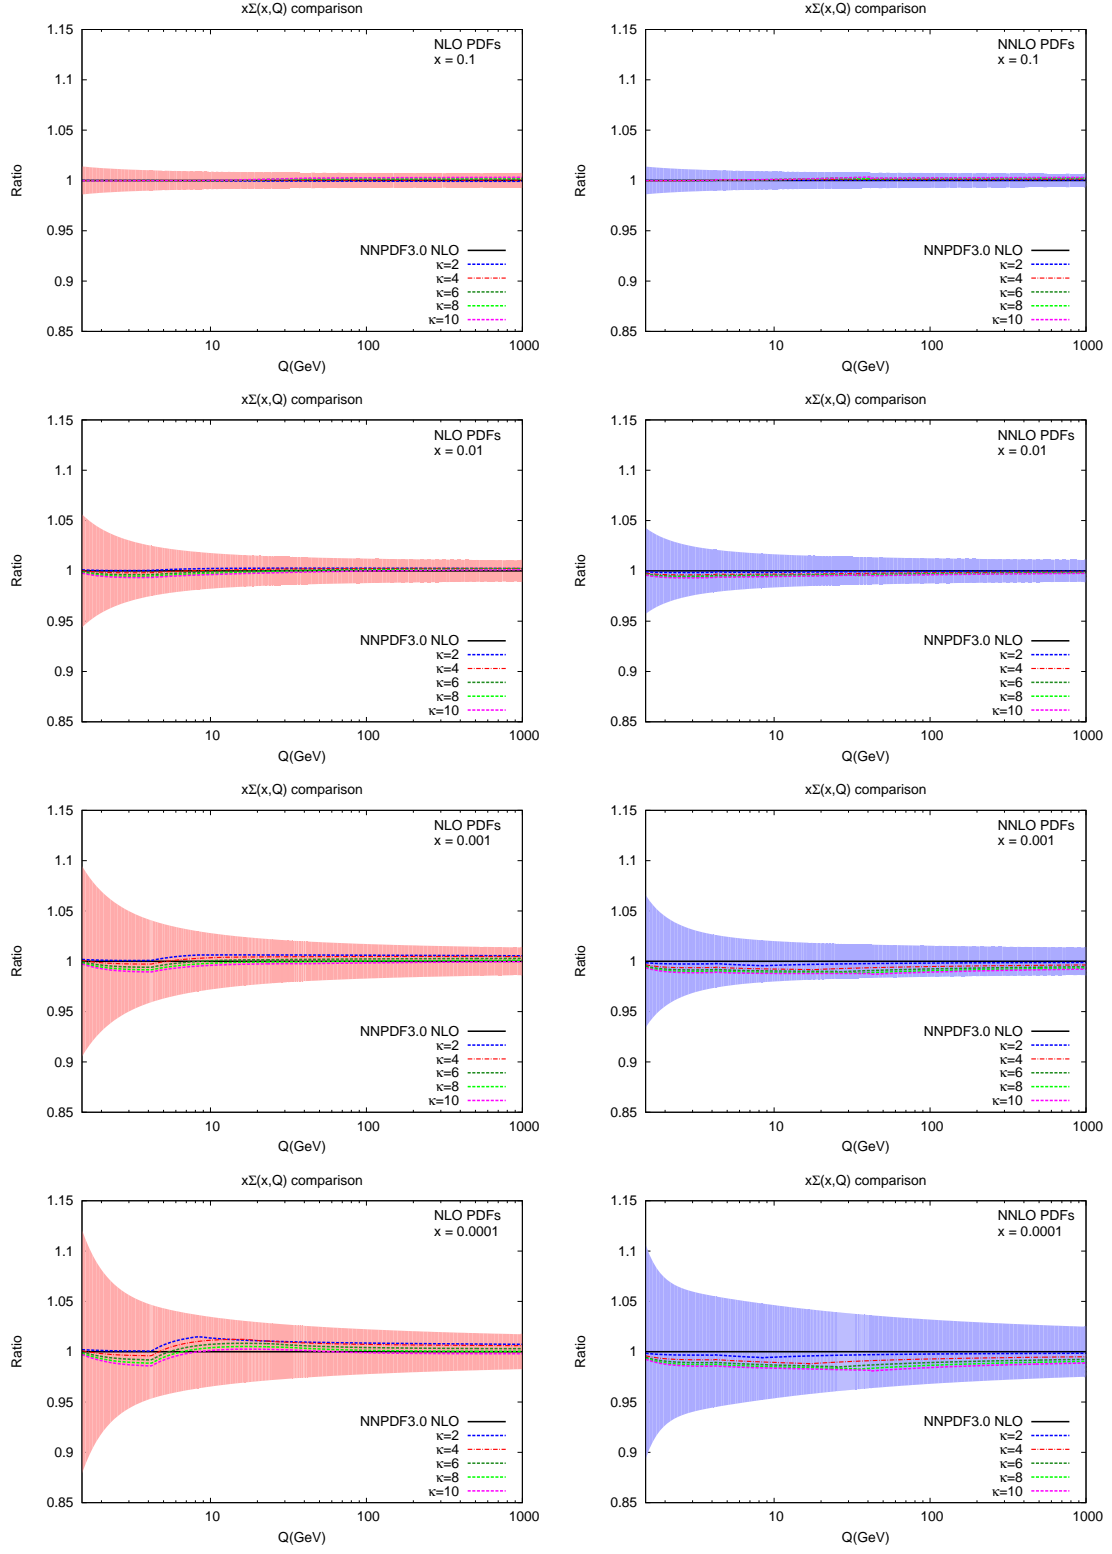 xΣ(x,Q) comparison
NLO PDFs
x = 0.1
1.15
1.1
1.05
1
0.95
0.9
0.85
Ratio
NNPDF3.0 NLO
κ=2
κ=4
κ=6
κ=8
κ=10
10
100
1000
Q(GeV)
xΣ(x,Q) comparison
NNLO PDFs
x = 0.1
1.15
1.1
1.05
1
0.95
0.9
0.85
Ratio
NNPDF3.0 NLO
κ=2
κ=4
κ=6
κ=8
κ=10
10
100
1000
Q(GeV)
xΣ(x,Q) comparison
NLO PDFs
x = 0.01
1.15
1.1
1.05
1
0.95
0.9
0.85
Ratio
NNPDF3.0 NLO
κ=2
κ=4
κ=6
κ=8
κ=10
10
100
1000
Q(GeV)
xΣ(x,Q) comparison
NNLO PDFs
x = 0.01
1.15
1.1
1.05
1
0.95
0.9
0.85
Ratio
NNPDF3.0 NLO
κ=2
κ=4
κ=6
κ=8
κ=10
10
100
1000
Q(GeV)
xΣ(x,Q) comparison
NLO PDFs
x = 0.001
1.15
1.1
1.05
1
0.95
0.9
0.85
Ratio
NNPDF3.0 NLO
κ=2
κ=4
κ=6
κ=8
κ=10
10
100
1000
Q(GeV)
xΣ(x,Q) comparison
NNLO PDFs
x = 0.001
1.15
1.1
1.05
1
0.95
0.9
0.85
Ratio
NNPDF3.0 NLO
κ=2
κ=4
κ=6
κ=8
κ=10
10
100
1000
Q(GeV)
xΣ(x,Q) comparison
NLO PDFs
x = 0.0001
1.15
1.1
1.05
1
0.95
0.9
0.85
Ratio
NNPDF3.0 NLO
κ=2
κ=4
κ=6
κ=8
κ=10
10
100
1000
Q(GeV)
xΣ(x,Q) comparison
NNLO PDFs
x = 0.0001
1.15
1.1
1.05
1
0.95
0.9
0.85
Ratio
NNPDF3.0 NLO
κ=2
κ=4
κ=6
κ=8
κ=10
10
100
1000
Q(GeV)